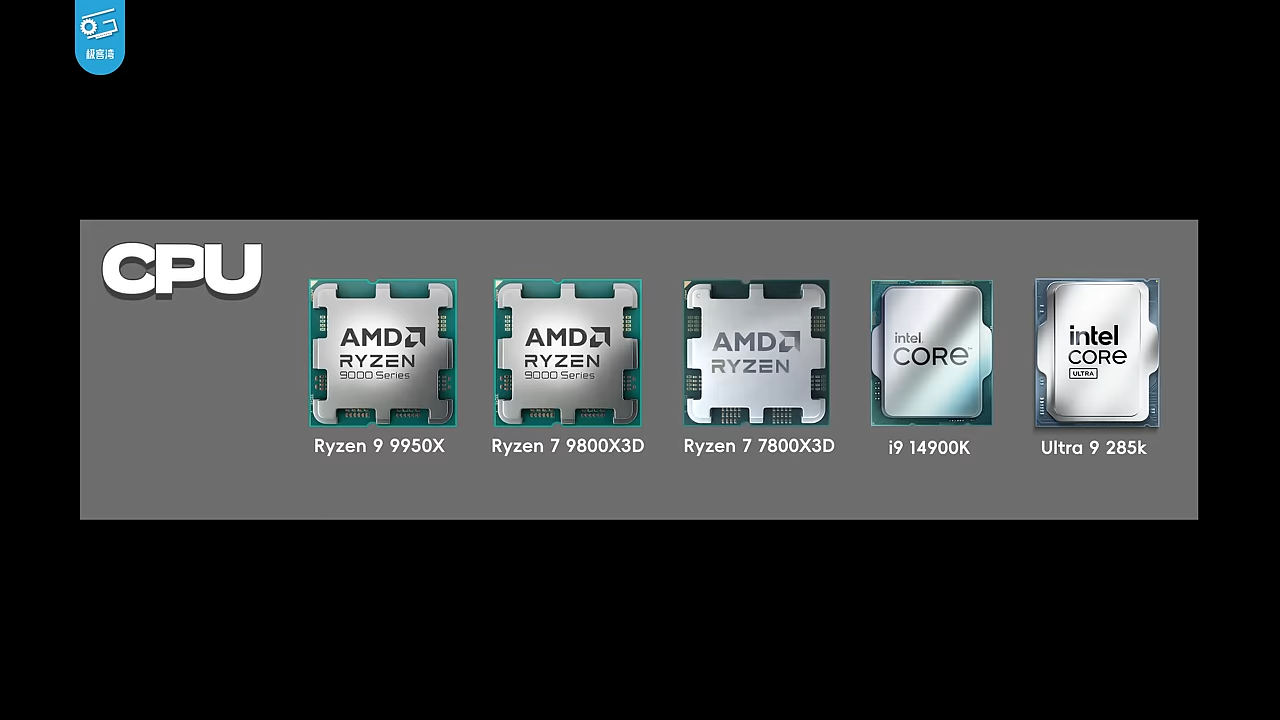 极客湾
CPU
AMD
RYZEN
9000 Series
Ryzen 9 9950X
AMD
RYZEN
9000 Series
Ryzen 7 9800X3D
AMD
RYZEN
Ryzen 7 7800X3D
intel.
CORE™
i9 14900K
intel
CORE
ULTRA
Ultra 9 285k